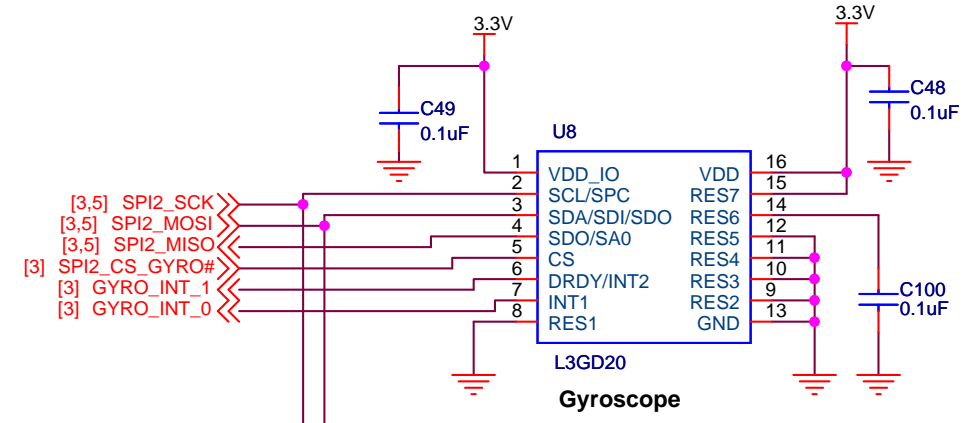 3.3V
3.3V
C49
0.1uF
C48
0.1uF
U8
1 VDD_IO VDD 16
2 SCL/SPC RES7 15
3 SDA/SDI/SDO RES6 14
4 SDO/SA0 RES5 12
5 CS RES4 11
6 DRDY/INT2 RES3 10
7 INT1 RES2 9
8 RES1 GND 13
[3,5] SPI2_SCK
[3,5] SPI2_MOSI
[3,5] SPI2_MISO
[3] SPI2_CS_GYRO#
[3] GYRO_INT_1
[3] GYRO_INT_0
C100
0.1uF
L3GD20
Gyroscope